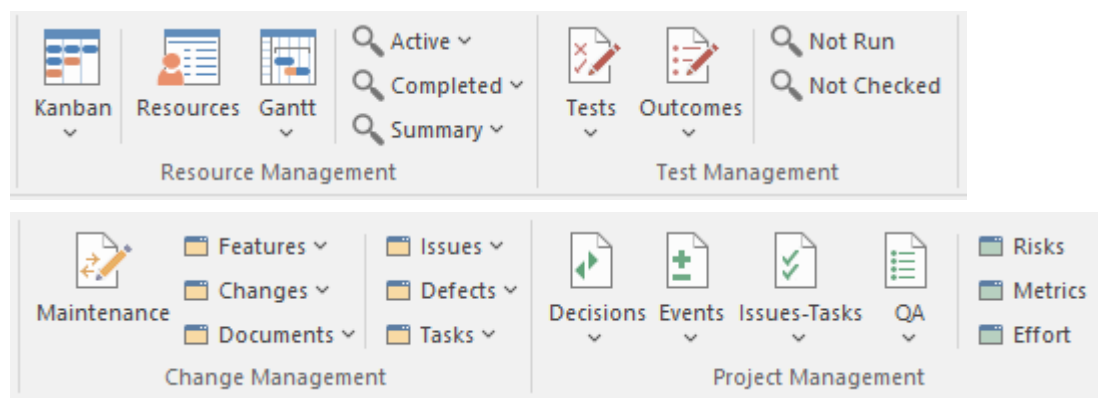 Kanban
Resources
Gantt
Active
Completed
Summary
Resource Management
Tests
Outcomes
Not Run
Not Checked
Test Management
Maintenance
Features
Changes
Documents
Issues
Defects
Tasks
Change Management
Decisions
Events
Issues-Tasks
QA
Risks
Metrics
Effort
Project Management